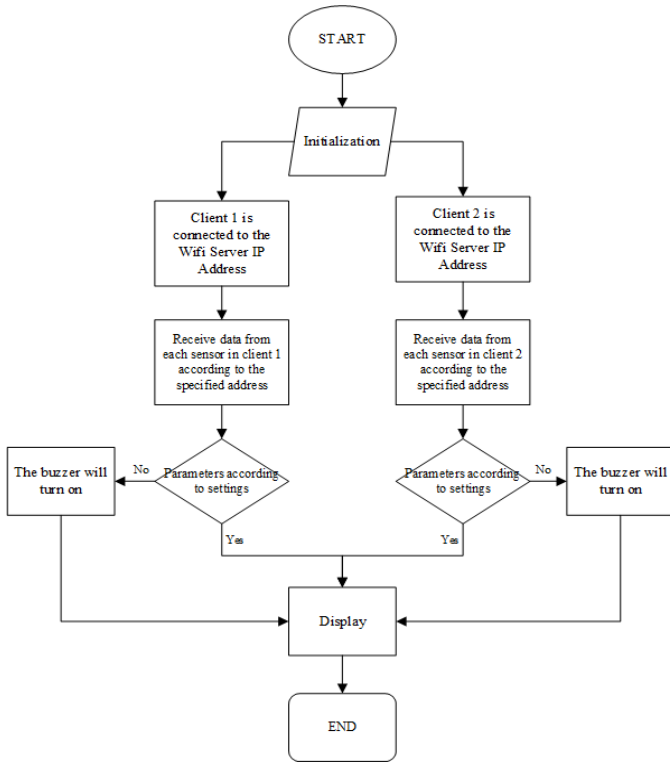 START
Initialization
Client 1 is
connected to the
Wifi Server IP
Address
Client 2 is
connected to the
Wifi Server IP
Address
Receive data from
each sensor in client 1
according to the
specified address
Receive data from
each sensor in client 2
according to the
specified address
The buzzer will
turn on
No
Parameters according
to settings
Parameters according
to settings
No
The buzzer will
turn on
Yes
Yes
Display
END